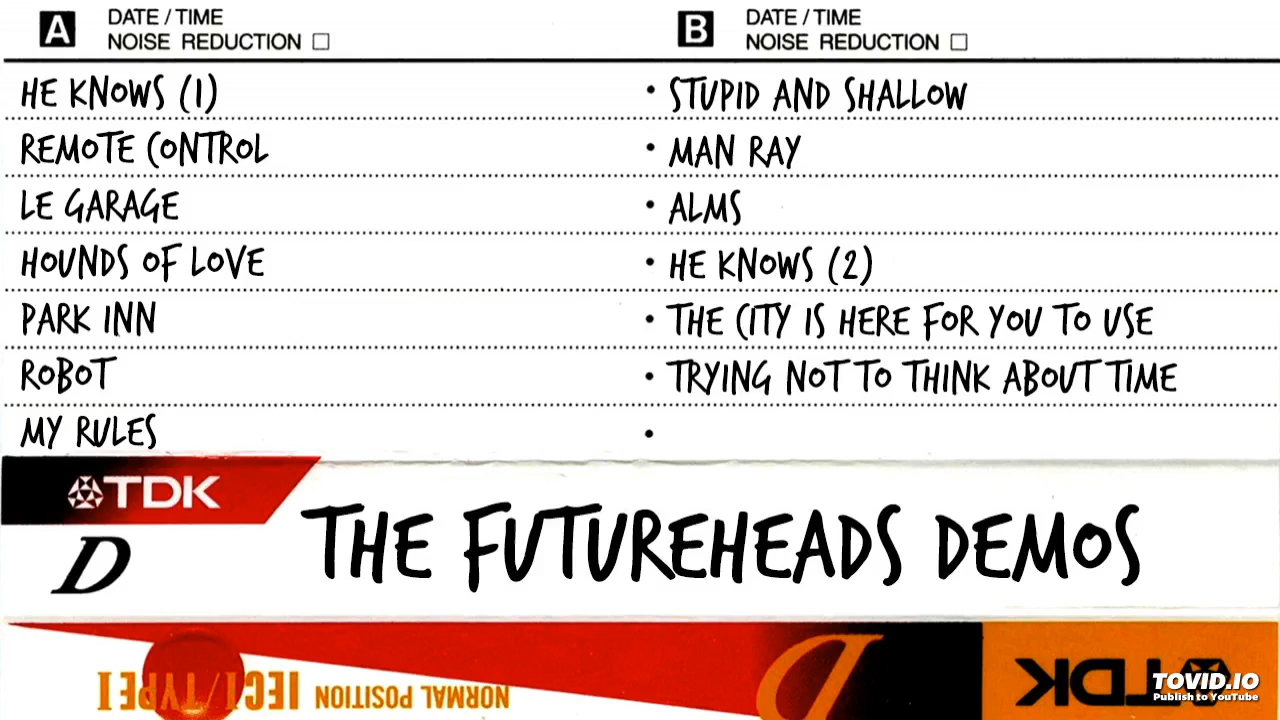 A DATE / TIME
NOISE REDUCTION
B DATE / TIME
NOISE REDUCTION
HE KNOWS (1)
REMOTE CONTROL
LE GARAGE
HOUNDS OF LOVE
PARK INN
ROBOT
MY RULES
• STUPID AND SHALLOW
• MAN RAY
• ALMS
• HE KNOWS (2)
• THE CITY IS HERE FOR YOU TO USE
• TRYING NOT TO THINK ABOUT TIME
•
TDK
D
THE FUTUREHEADS DEMOS
D
TDK
NORMAL POSITION IECI/TYPE I
TOVID.IO
Publish to YouTube